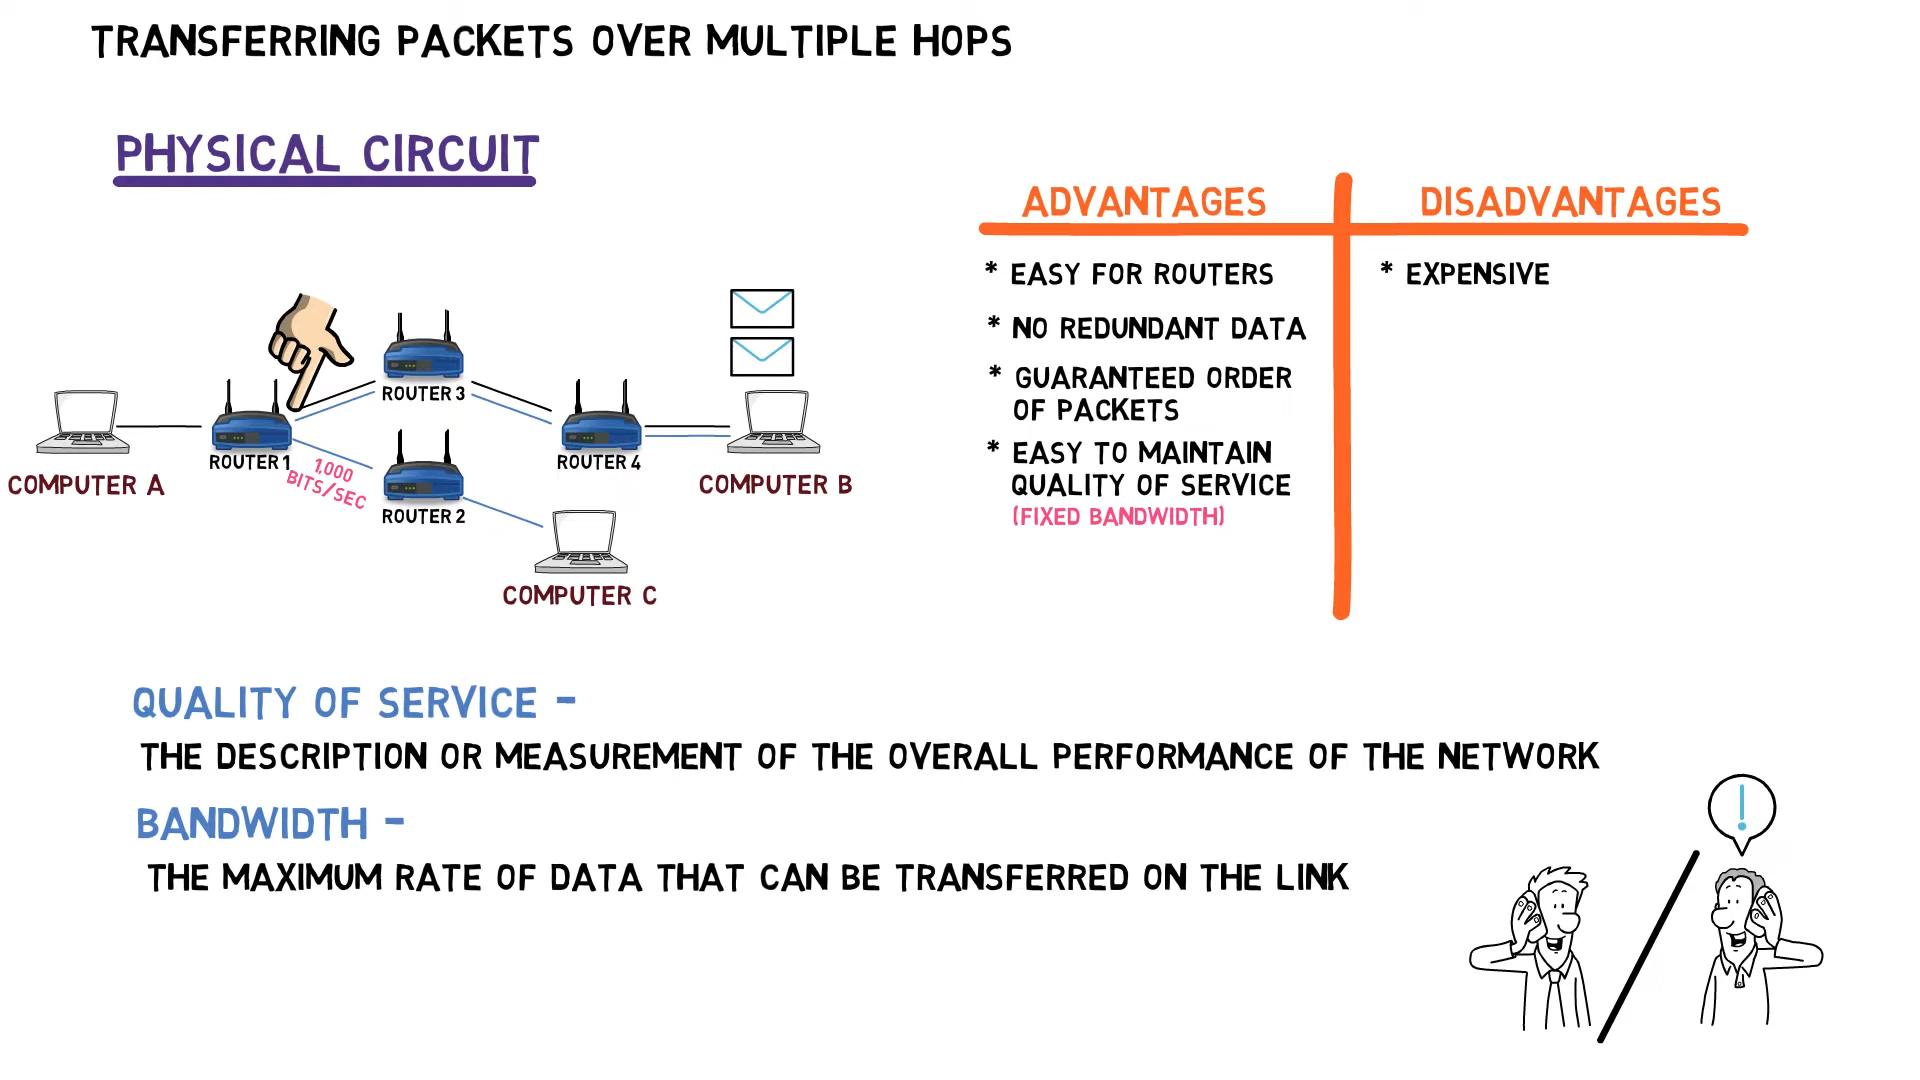 TRANSFERRING PACKETS OVER MULTIPLE HOPS
PHYSICAL CIRCUIT
ADVANTAGES
DISADVANTAGES
* EASY FOR ROUTERS
* NO REDUNDANT DATA
* GUARANTEED ORDER
OF PACKETS
* EASY TO MAINTAIN
QUALITY OF SERVICE
(FIXED BANDWIDTH)
* EXPENSIVE
COMPUTER A
ROUTER 1
1,000
BITS/SEC
ROUTER 3
ROUTER 2
ROUTER 4
COMPUTER B
COMPUTER C
QUALITY OF SERVICE -
THE DESCRIPTION OR MEASUREMENT OF THE OVERALL PERFORMANCE OF THE NETWORK
BANDWIDTH -
THE MAXIMUM RATE OF DATA THAT CAN BE TRANSFERRED ON THE LINK
!